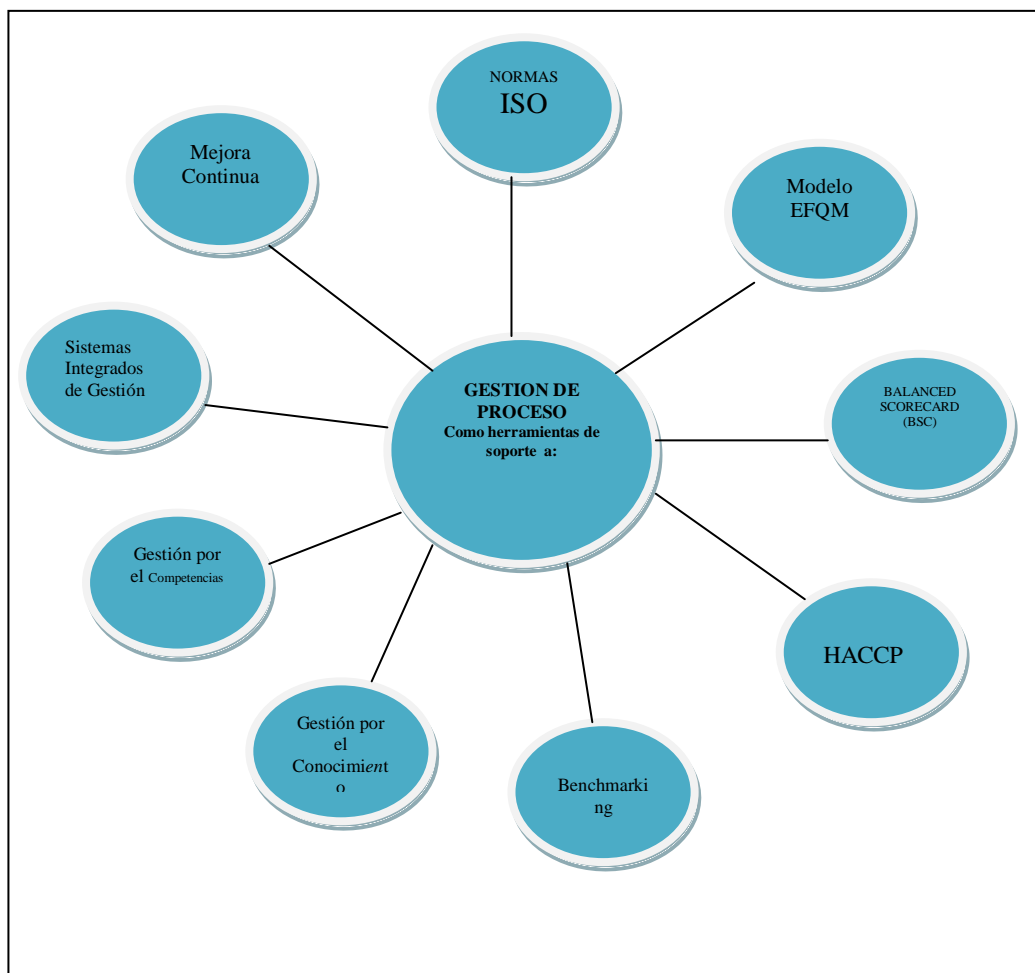 NORMAS
ISO
Mejora
Continua
Modelo
EFQM
Sistemas
Integrados
de Gestión
GESTION DE
PROCESO
Como herramientas de
soporte a:
BALANCED
SCORECARD
(BSC)
Gestión por
el Competencias
HACCP
Gestión por
el
Conocimient
o
Benchmarki
ng